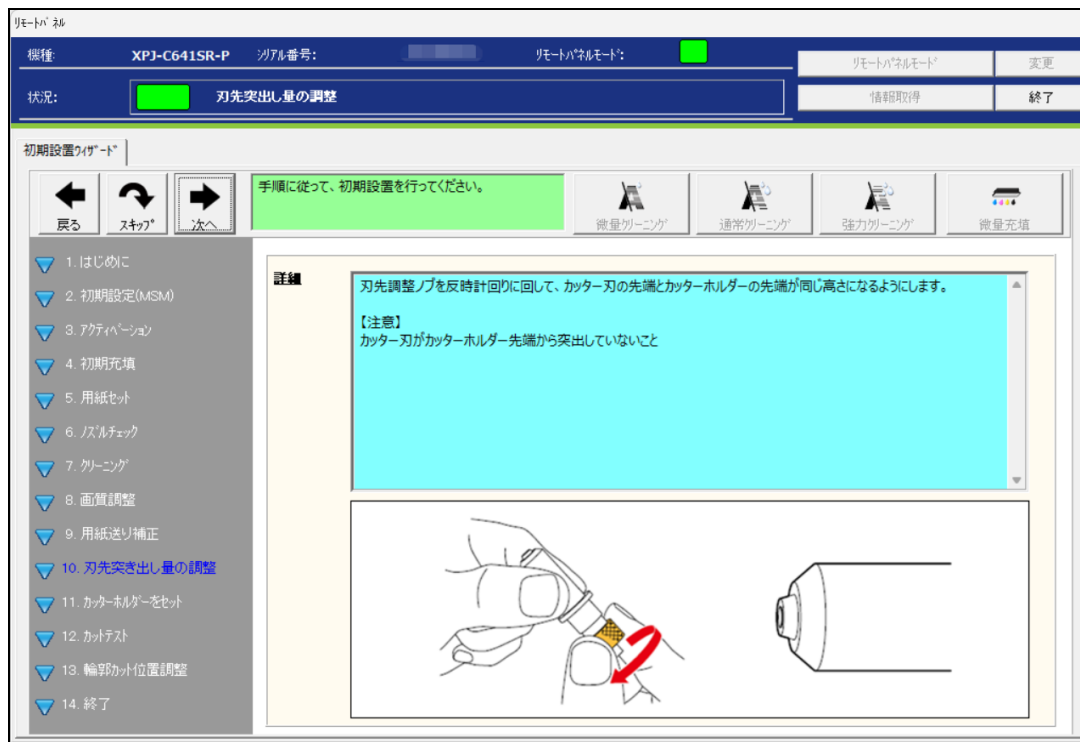 ﾘﾓｰﾄﾊﾟﾈﾙ
機種: XPJ-C641SR-P ｼﾘｱﾙ番号: ﾘﾓｰﾄﾊﾟﾈﾙﾓｰﾄﾞ:
ﾘﾓｰﾄﾊﾟﾈﾙﾓｰﾄﾞ 変更
状況: 刃先突出し量の調整
情報取得 終了
初期設置ｳｨｻﾞｰﾄﾞ
戻る ｽｷｯﾌﾟ 次へ
手順に従って、初期設置を行ってください。
微量ｸﾘｰﾆﾝｸﾞ 通常ｸﾘｰﾆﾝｸﾞ 強力ｸﾘｰﾆﾝｸﾞ 微量充填
1. はじめに
2. 初期設定(MSM)
3. ｱｸﾃｨﾍﾞｰｼｮﾝ
4. 初期充填
5. 用紙ｾｯﾄ
6. ﾉｽﾞﾙﾁｪｯｸ
7. ｸﾘｰﾆﾝｸﾞ
8. 画質調整
9. 用紙送り補正
10. 刃先突き出し量の調整
11. ｶｯﾀｰﾎﾙﾀﾞｰをｾｯﾄ
12. ｶｯﾄﾃｽﾄ
13. 輪郭ｶｯﾄ位置調整
14. 終了
詳細
刃先調整ノブを反時計回りに回して、カッター刃の先端とカッターホルダーの先端が同じ高さになるようにします。
【注意】
カッター刃がカッターホルダー先端から突出していないこと